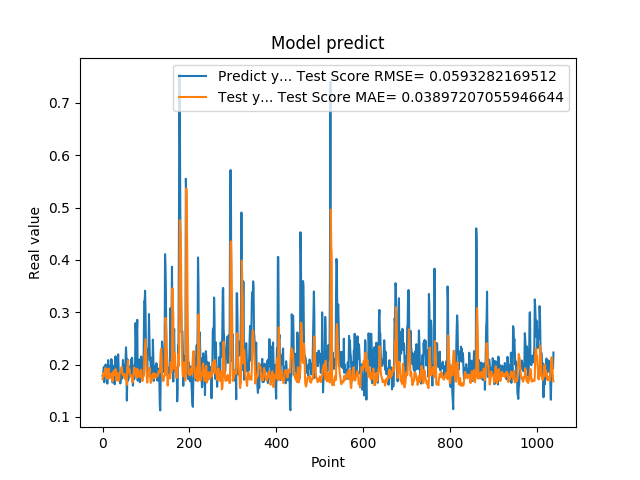 Model predict
Predict y... Test Score RMSE= 0.0593282169512
Test y... Test Score MAE= 0.03897207055946644
Real value
0.7
0.6
0.5
0.4
0.3
0.2
0.1
0 200 400 600 800 1000
Point